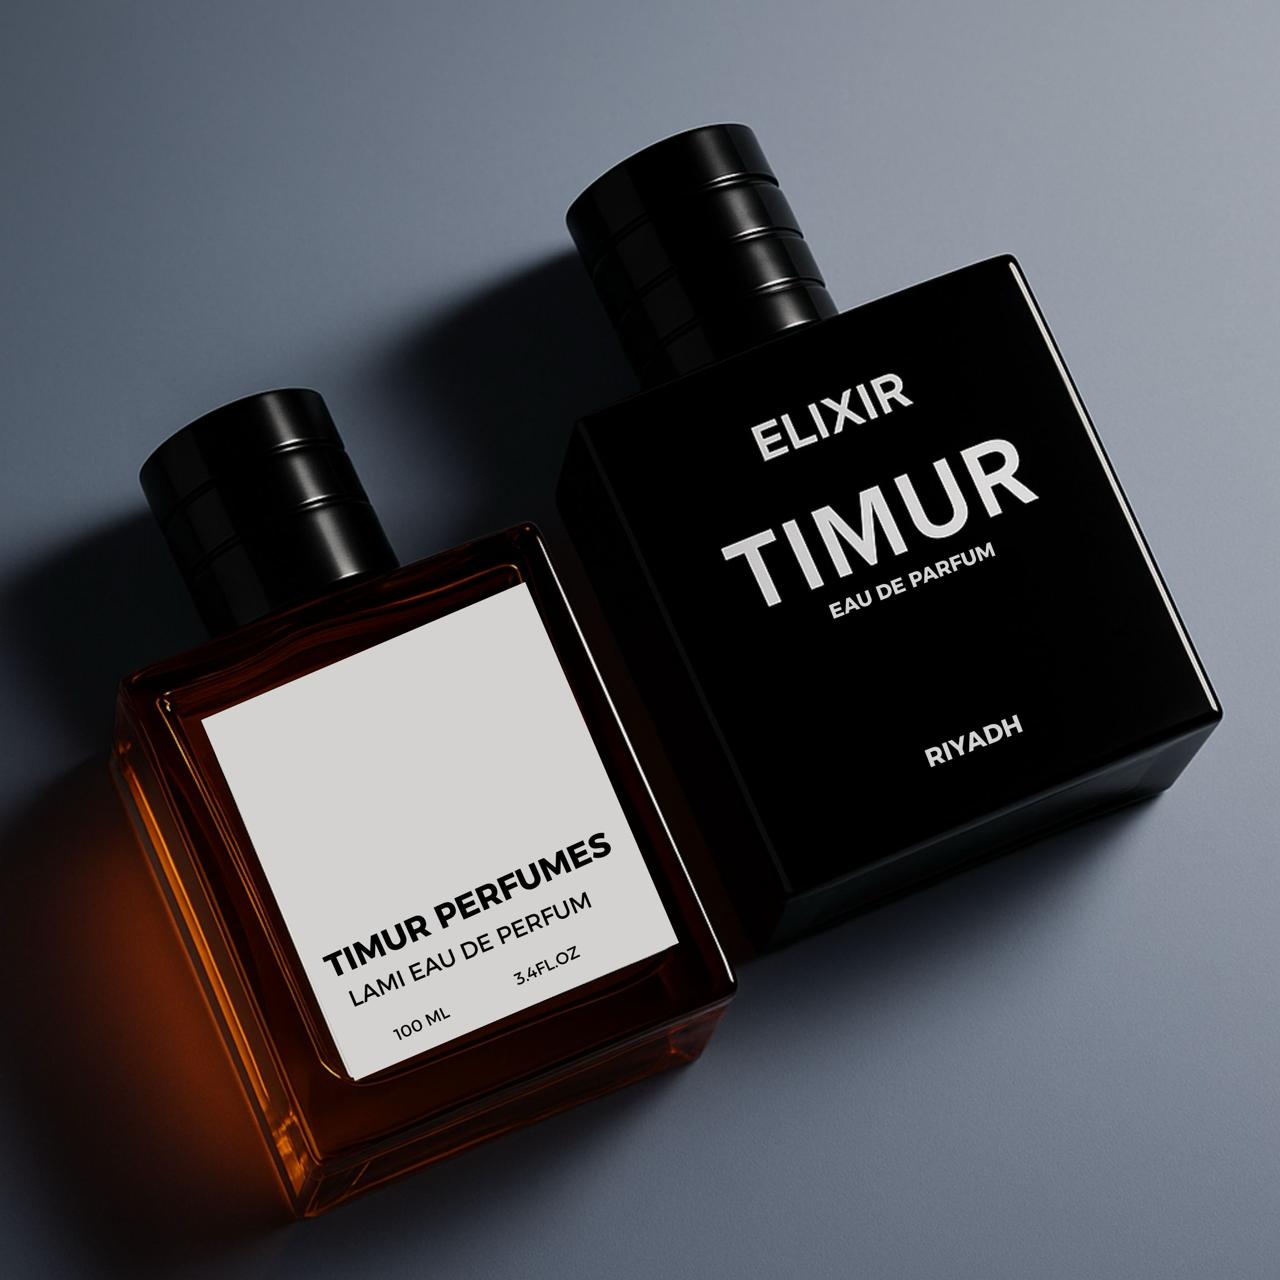 ELIXIR
TIMUR
EAU DE PARFUM
RIYADH
TIMUR PERFUMES
LAMI EAU DE PERFUM
100 ML 3.4FL.OZ